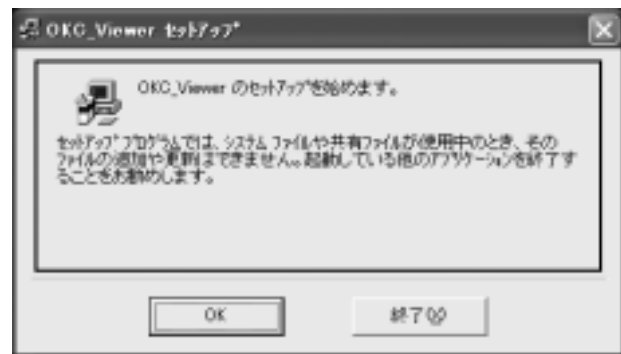 OKG_Viewer ｾｯﾄｱｯﾌﾟ
OKG_Viewer のｾｯﾄｱｯﾌﾟを始めます。
ｾｯﾄｱｯﾌﾟ ﾌﾟﾛｸﾞﾗﾑでは、ｼｽﾃﾑ ﾌｧｲﾙや共有ﾌｧｲﾙが使用中のとき、その
ﾌｧｲﾙの追加や更新はできません。起動している他のｱﾌﾟﾘｹｰｼｮﾝを終了す
ることをお勧めします。
OK
終了(X)